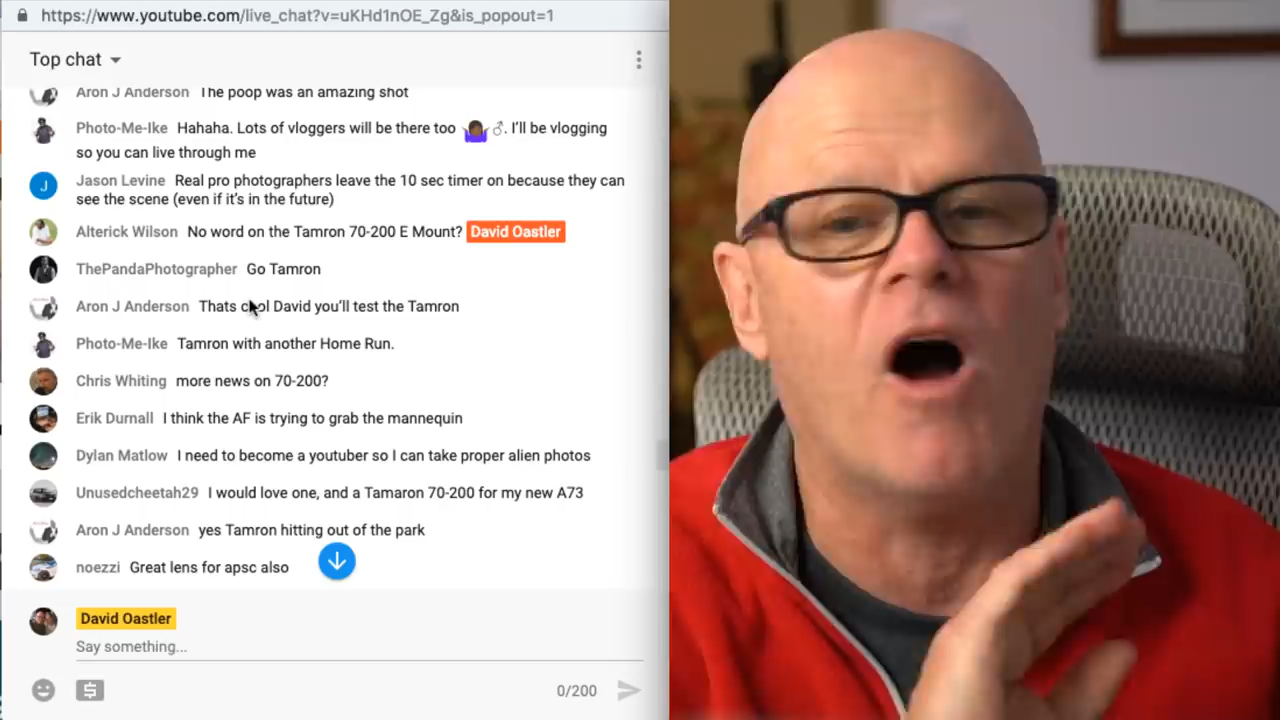 https://www.youtube.com/live_chat?v=uKHd1nOE_Zg&is_popout=1
Top chat
Aron J Anderson The poop was an amazing shot
Photo-Me-Ike Hahaha. Lots of vloggers will be there too 🤷🏾♂. I'll be vlogging
so you can live through me
J
Jason Levine Real pro photographers leave the 10 sec timer on because they can
see the scene (even if it's in the future)
Alterick Wilson No word on the Tamron 70-200 E Mount? David Oastler
ThePandaPhotographer Go Tamron
Aron J Anderson Thats cool David you'll test the Tamron
Photo-Me-Ike Tamron with another Home Run.
Chris Whiting more news on 70-200?
Erik Durnall I think the AF is trying to grab the mannequin
Dylan Matlow I need to become a youtuber so I can take proper alien photos
Unusedcheetah29 I would love one, and a Tamaron 70-200 for my new A73
Aron J Anderson yes Tamron hitting out of the park
noezzi Great lens for apsc also
David Oastler
Say something...
0/200